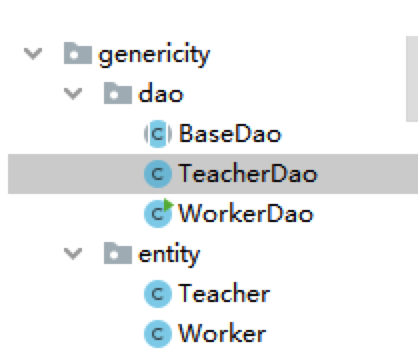 genericity
dao
BaseDao
TeacherDao
WorkerDao
entity
Teacher
Worker